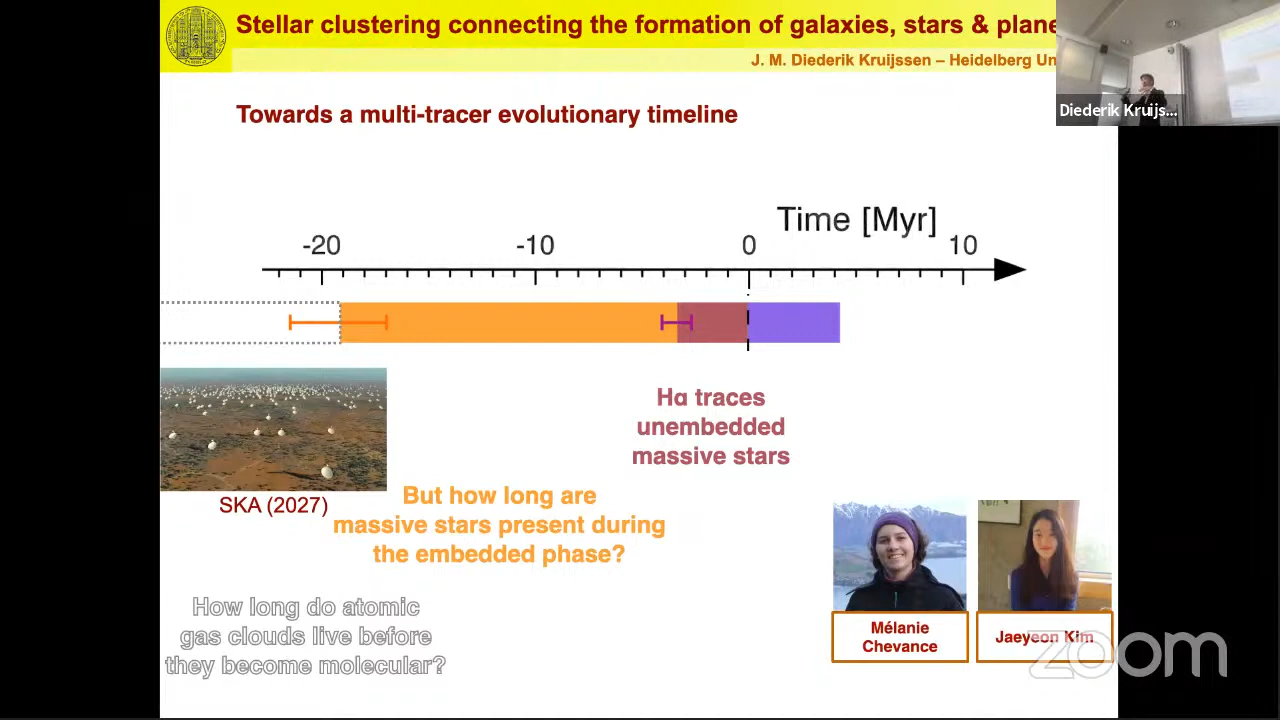 Stellar clustering connecting the formation of galaxies, stars & plane
J. M. Diederik Kruijssen – Heidelberg Un
Diederik Kruijs...
Towards a multi-tracer evolutionary timeline
Time [Myr]
-20 -10 0 10
Hα traces
unembedded
massive stars
SKA (2027)
But how long are
massive stars present during
the embedded phase?
How long do atomic
gas clouds live before
they become molecular?
Mélanie
Chevance
Jaeyeon Kim
zoom